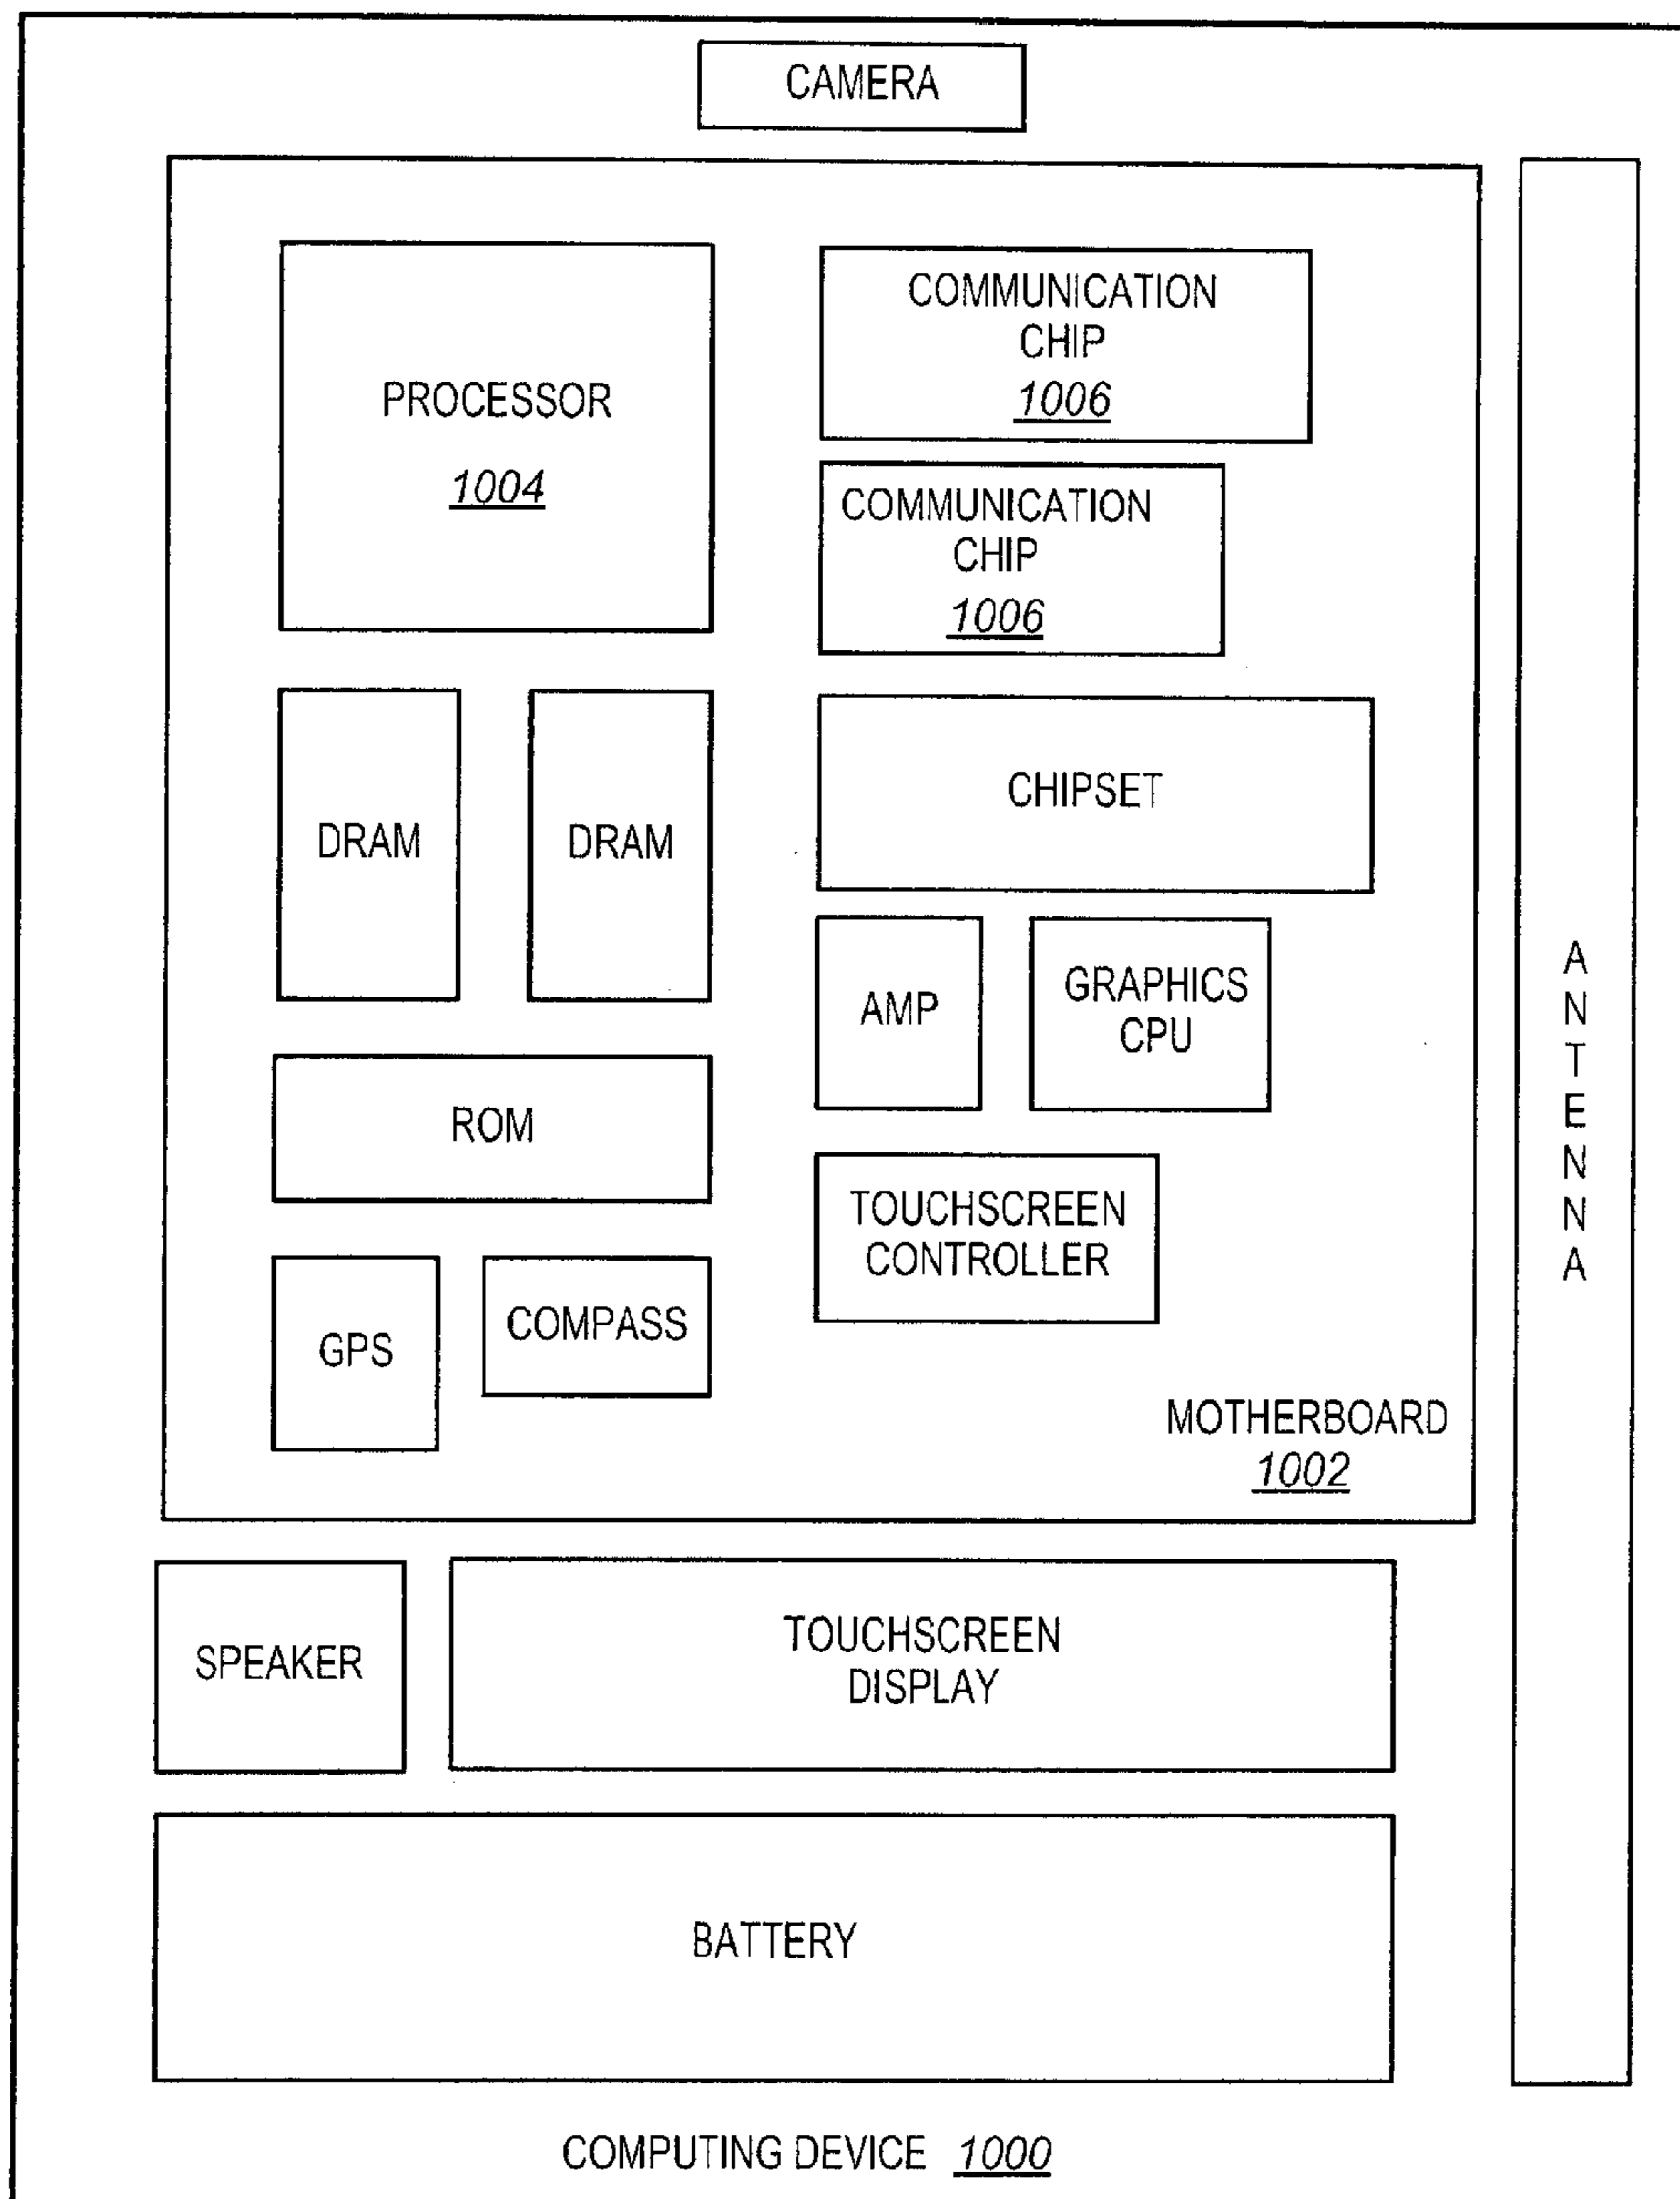 CAMERA
PROCESSOR
1004
COMMUNICATION
CHIP
1006
COMMUNICATION
CHIP
1006
DRAM
DRAM
CHIPSET
AMP
GRAPHICS
CPU
ROM
TOUCHSCREEN
CONTROLLER
GPS
COMPASS
MOTHERBOARD
1002
ANTENNA
SPEAKER
TOUCHSCREEN
DISPLAY
BATTERY
COMPUTING DEVICE 1000